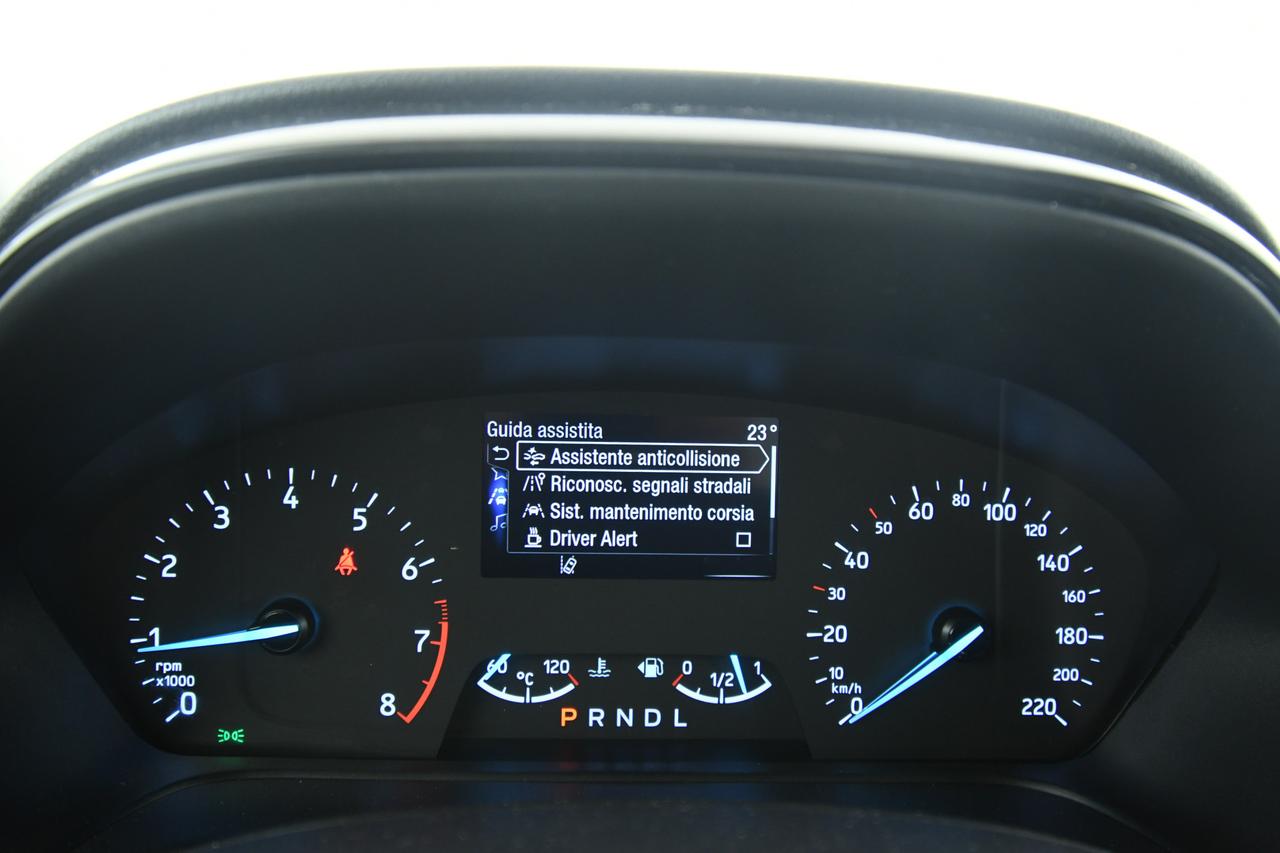 Guida assistita 23°
Assistente anticollisione
Riconosc. segnali stradali
Sist. mantenimento corsia
Driver Alert
0 1 2 3 4 5 6 7 8
rpm
x1000
60 °C 120
0 1/2 1
P R N D L
0 10 20 30 40 50 60 80 100 120 140 160 180 200 220
km/h